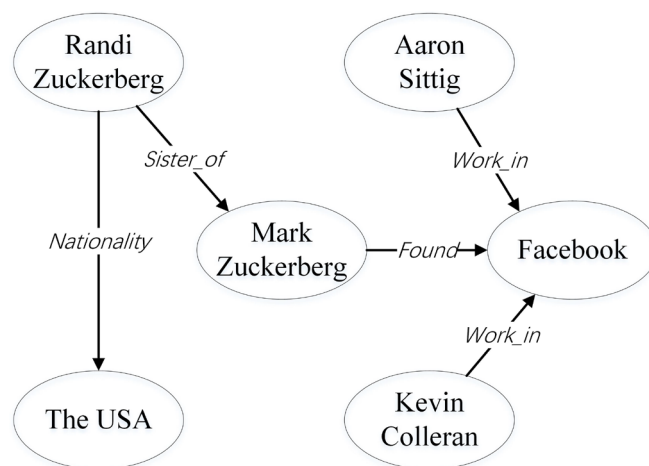 Randi
Zuckerberg
Aaron
Sittig
Sister_of
Work_in
Nationality
Mark
Zuckerberg
Found
Facebook
Work_in
The USA
Kevin
Colleran